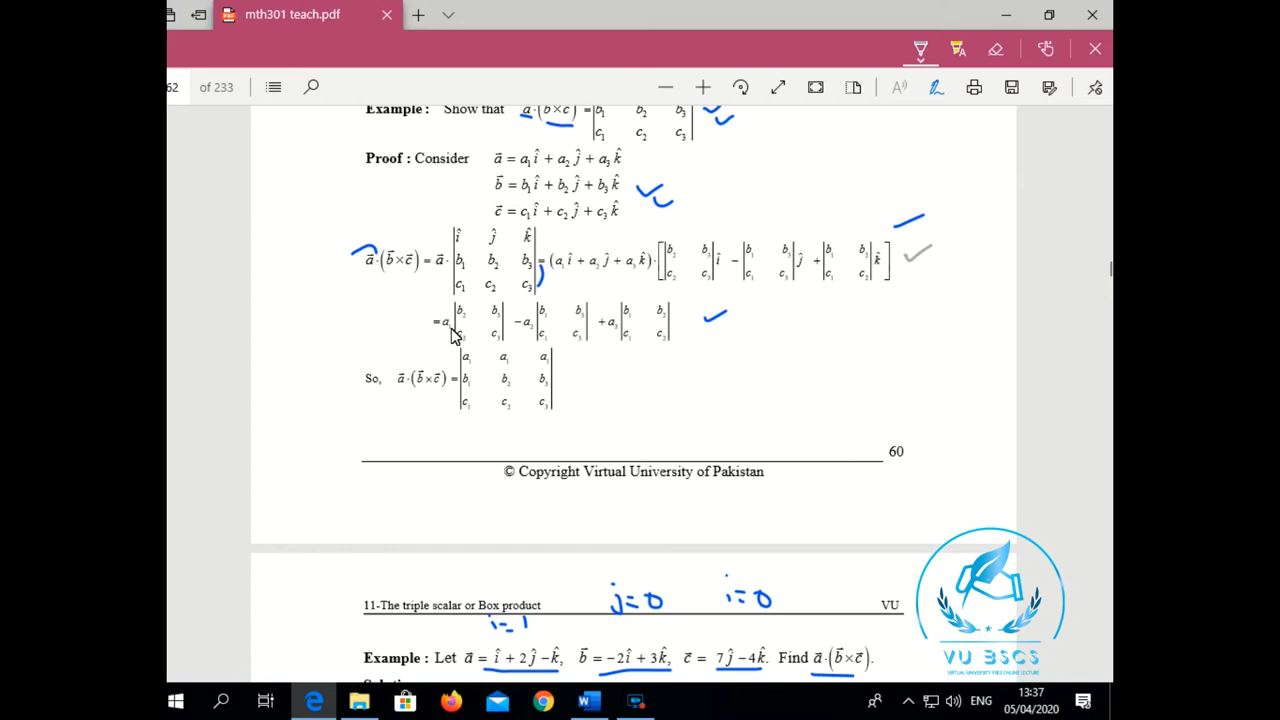 mth301 teach.pdf
62 of 233
Example : Show that a·(b×c) = |b₁ b₂ b₃|
c₁ c₂ c₃
Proof : Consider a⃗ = a₁î + a₂ĵ + a₃k̂
b⃗ = b₁î + b₂ĵ + b₃k̂
c⃗ = c₁î + c₂ĵ + c₃k̂
a⃗·(b⃗×c⃗) = a⃗·|î ĵ k̂; b₁ b₂ b₃; c₁ c₂ c₃| = (a₁î + a₂ĵ + a₃k̂)·[|b₂ b₃; c₂ c₃|î − |b₁ b₃; c₁ c₃|ĵ + |b₁ b₂; c₁ c₂|k̂]
= a₁|b₂ b₃; c₂ c₃| − a₂|b₁ b₃; c₁ c₃| + a₃|b₁ b₂; c₁ c₂|
So, a⃗·(b⃗×c⃗) = |a₁ a₁ a₁; b₁ b₂ b₃; c₁ c₂ c₃|
60
© Copyright Virtual University of Pakistan
j=0 i=0
11-The triple scalar or Box product VU
i=1
Example : Let a⃗ = î + 2ĵ − k̂, b⃗ = −2î + 3k̂, c⃗ = 7ĵ − 4k̂. Find a⃗·(b⃗×c⃗).
VU BSCS
ENG
13:37
05/04/2020